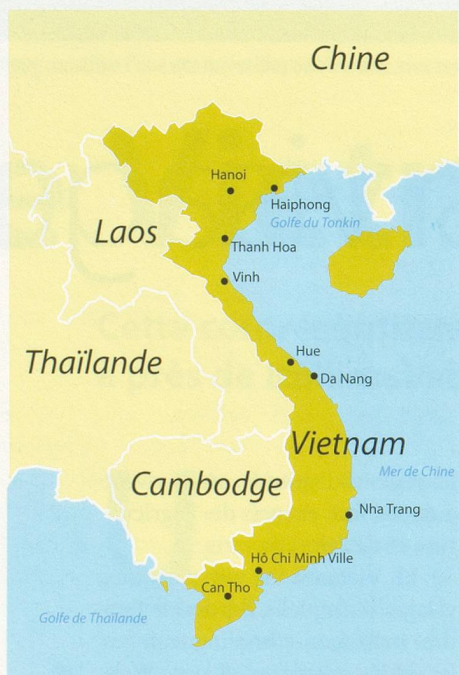 Chine
Hanoi
Haiphong
Golfe du Tonkin
Laos
Thanh Hoa
Vinh
Thaïlande
Hue
Da Nang
Vietnam
Mer de Chine
Cambodge
Nha Trang
Hô Chi Minh Ville
Can Tho
Golfe de Thaïlande